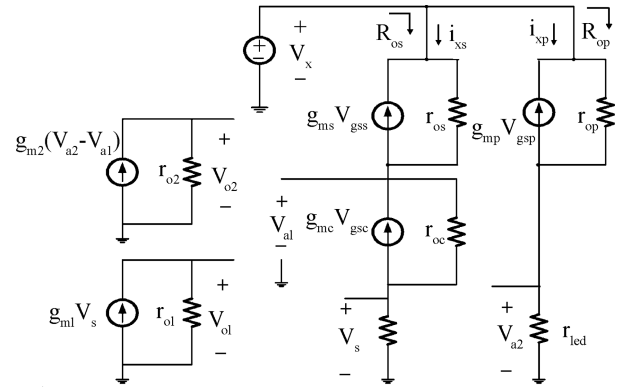 R_os i_xs i_xp R_op
+
V_x
−
g_ms V_gss r_os g_mp V_gsp r_op
g_m2(V_a2-V_a1)
r_o2
+
V_o2
−
+
V_al
−
g_mc V_gsc r_oc
g_ml V_s
r_ol
+
V_ol
−
+
V_s
−
+
V_a2
−
r_led